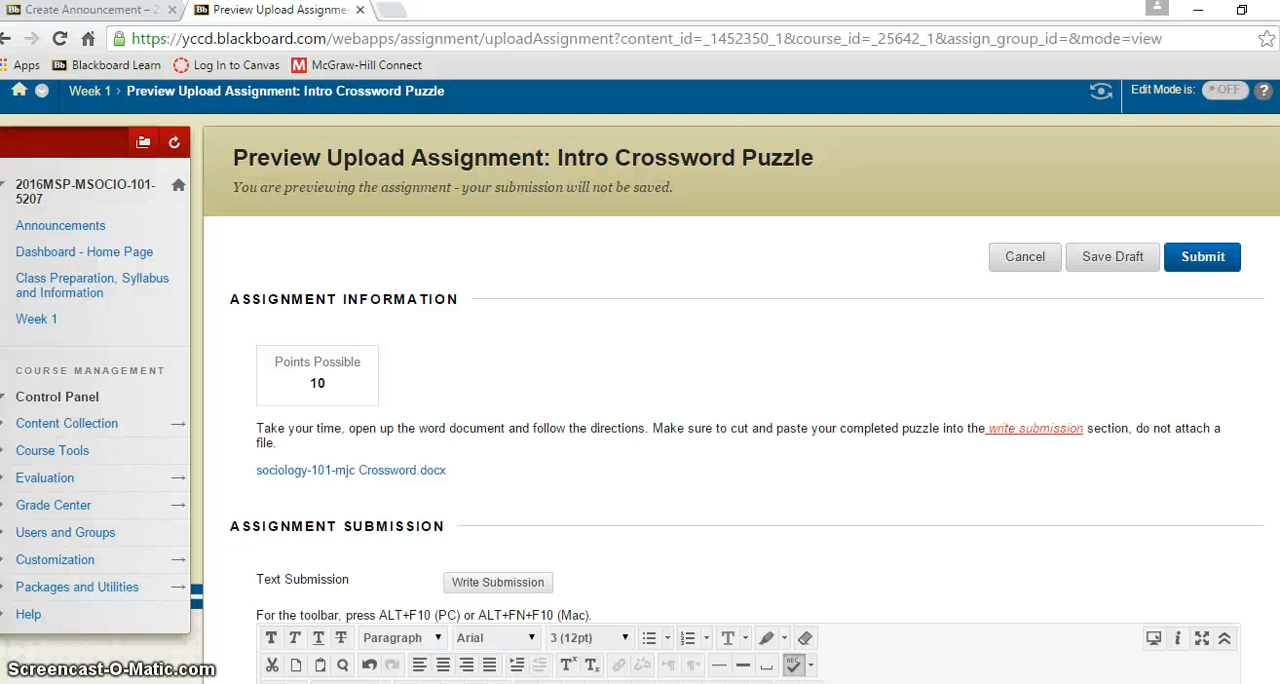 Create Announcement – 2
Preview Upload Assignme
https://yccd.blackboard.com/webapps/assignment/uploadAssignment?content_id=_1452350_1&course_id=_25642_1&assign_group_id=&mode=view
Apps Bb Blackboard Learn Log In to Canvas M McGraw-Hill Connect
Week 1 > Preview Upload Assignment: Intro Crossword Puzzle
Edit Mode is: OFF ?
Preview Upload Assignment: Intro Crossword Puzzle
You are previewing the assignment - your submission will not be saved.
2016MSP-MSOCIO-101-
5207
Announcements
Dashboard - Home Page
Class Preparation, Syllabus
and Information
Week 1
COURSE MANAGEMENT
Control Panel
Content Collection
Course Tools
Evaluation
Grade Center
Users and Groups
Customization
Packages and Utilities
Help
Cancel Save Draft Submit
ASSIGNMENT INFORMATION
Points Possible
10
Take your time, open up the word document and follow the directions. Make sure to cut and paste your completed puzzle into the write submission section, do not attach a
file.
sociology-101-mjc Crossword.docx
ASSIGNMENT SUBMISSION
Text Submission Write Submission
For the toolbar, press ALT+F10 (PC) or ALT+FN+F10 (Mac).
T T T T Paragraph Arial 3 (12pt) T i
Tx Tx ABC
Screencast-O-Matic.com